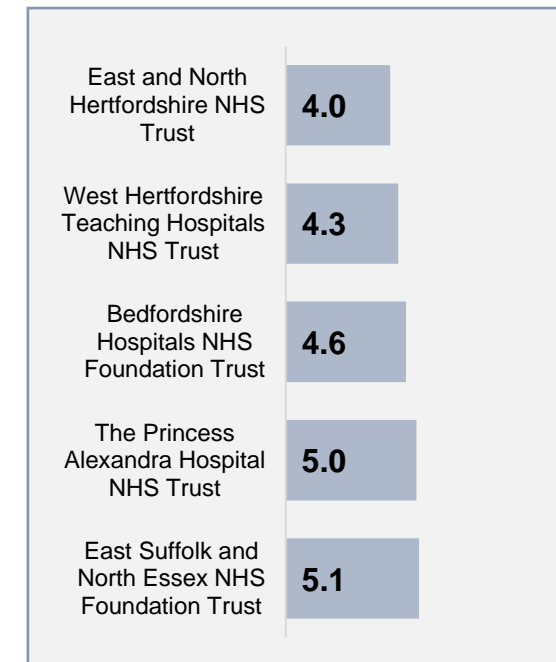 East and North
Hertfordshire NHS
Trust
4.0
West Hertfordshire
Teaching Hospitals
NHS Trust
4.3
Bedfordshire
Hospitals NHS
Foundation Trust
4.6
The Princess
Alexandra Hospital
NHS Trust
5.0
East Suffolk and
North Essex NHS
Foundation Trust
5.1